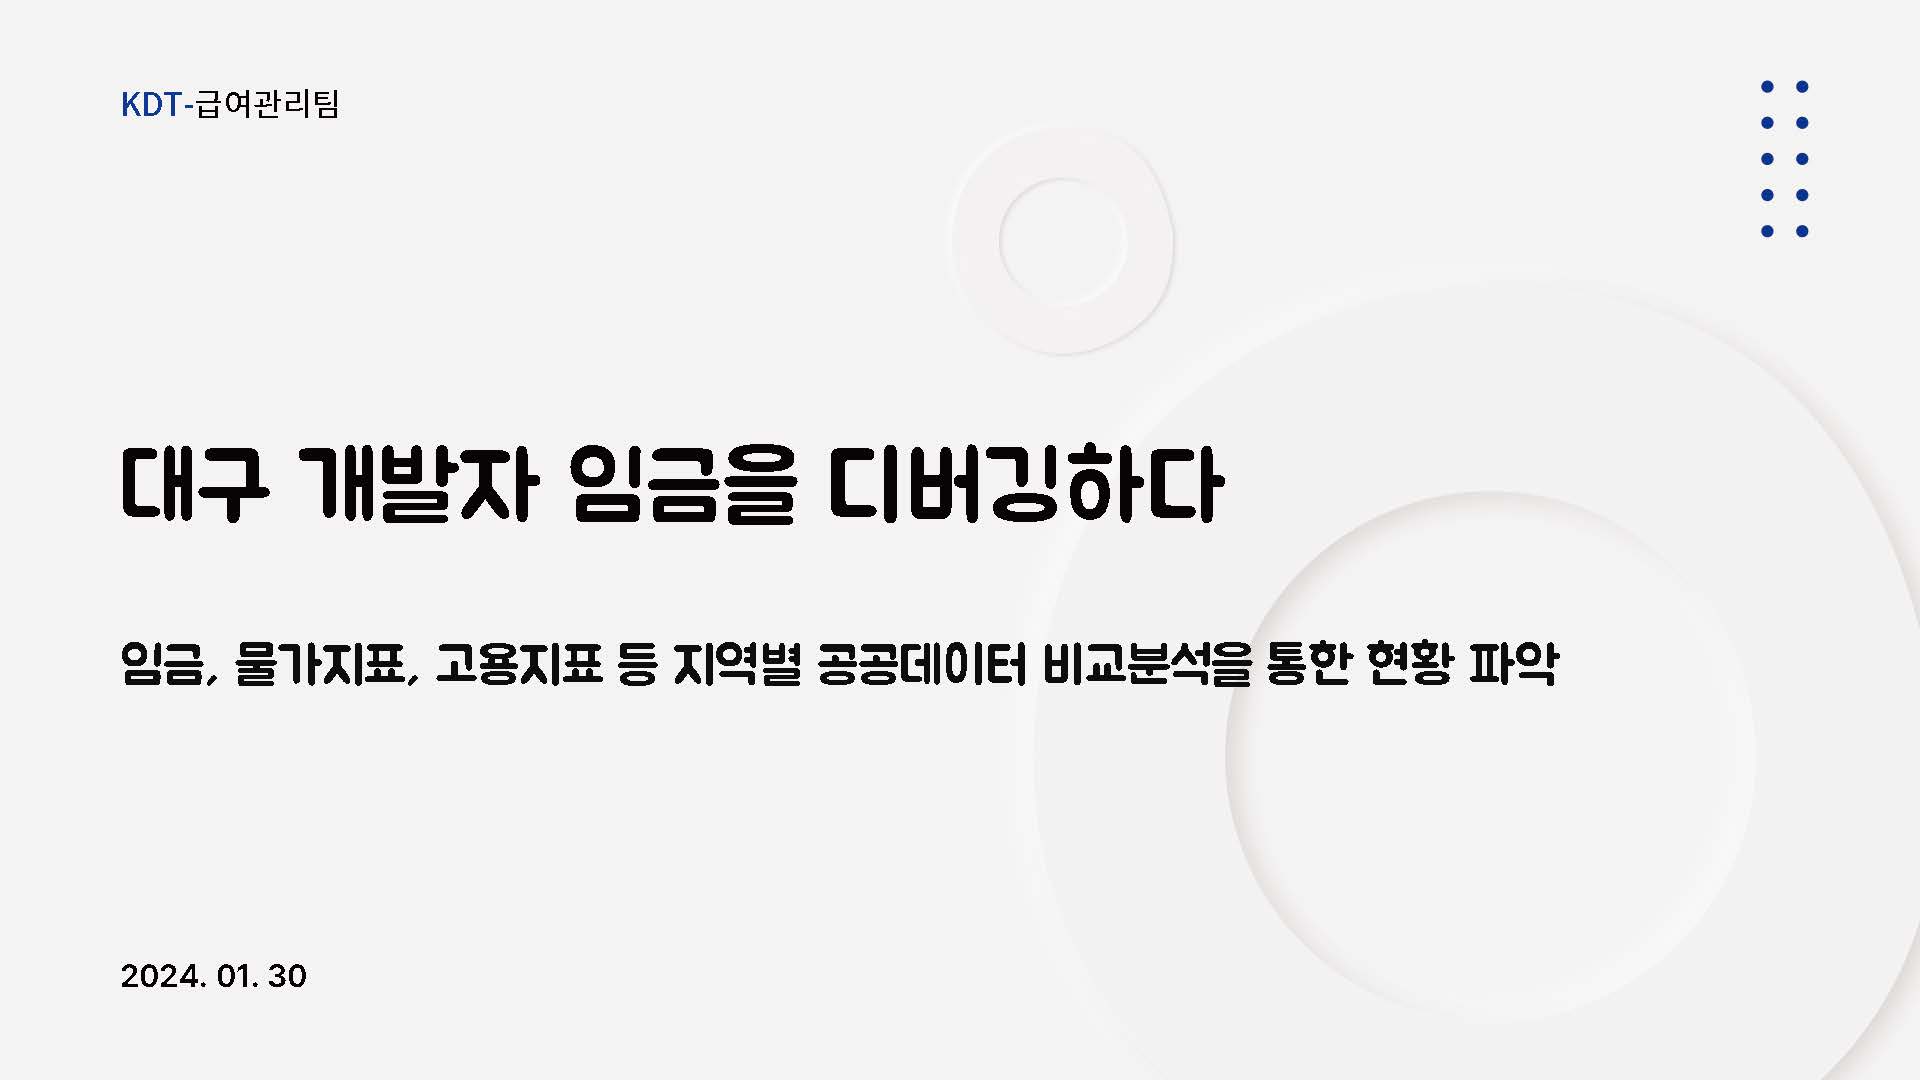 KDT-급여관리팀
대구 개발자 임금을 디버깅하다
임금, 물가지표, 고용지표 등 지역별 공공데이터 비교분석을 통한 현황 파악
2024. 01. 30